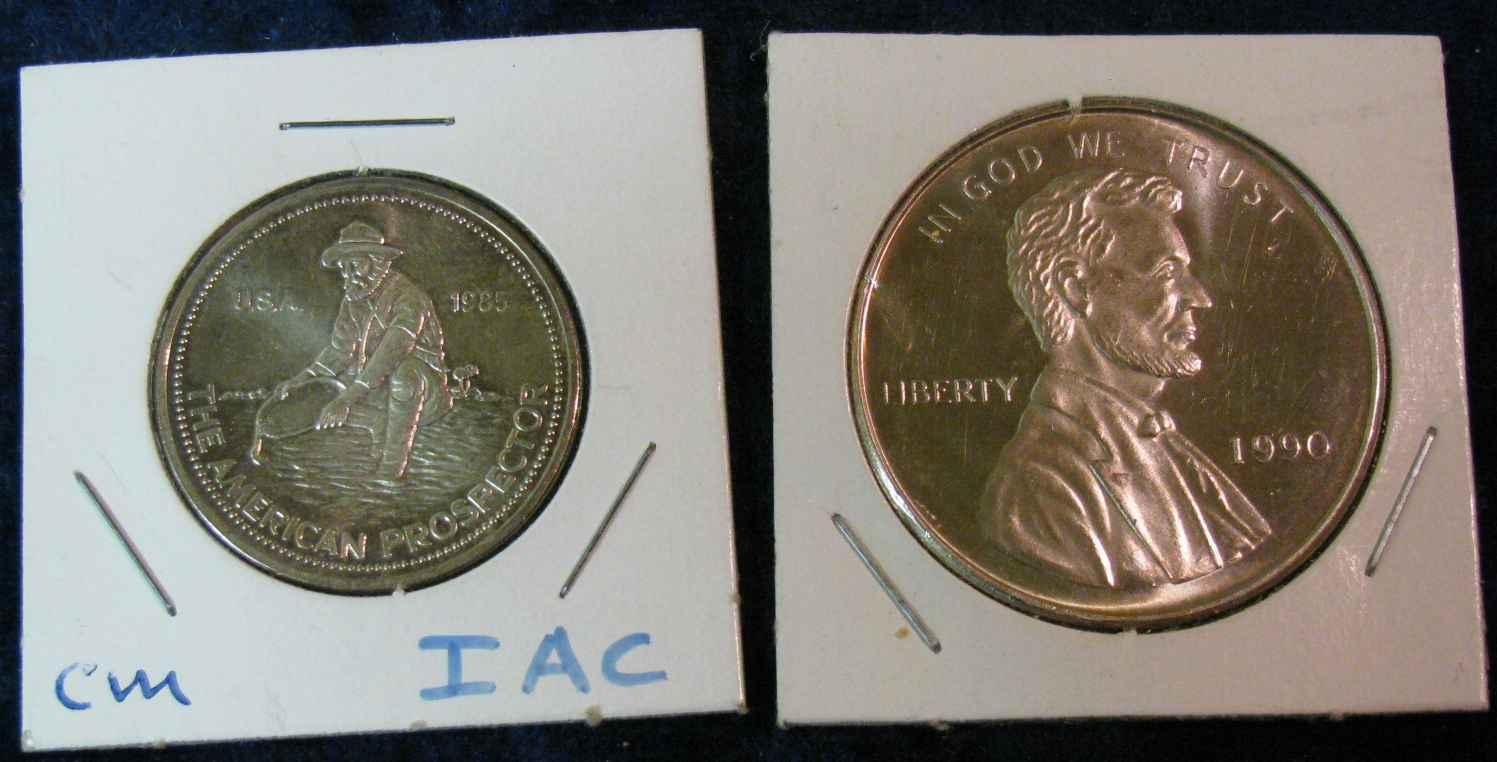 U.S.A. 1985
THE AMERICAN PROSPECTOR
cm IAC
IN GOD WE TRUST
LIBERTY
1990